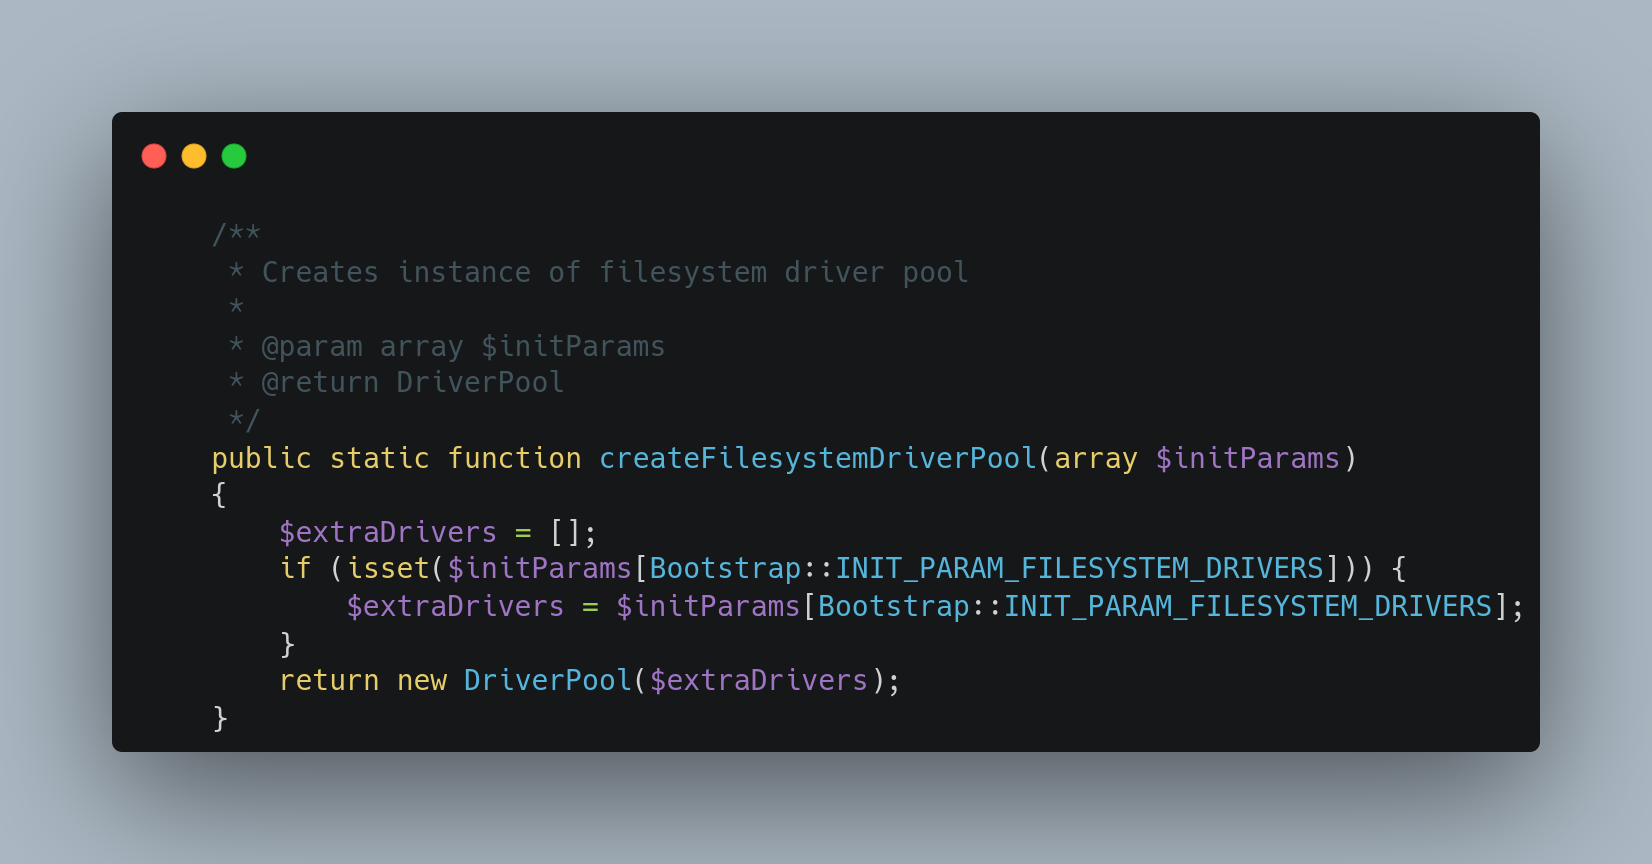 /**
 * Creates instance of filesystem driver pool
 *
 * @param array $initParams
 * @return DriverPool
 */
public static function createFilesystemDriverPool(array $initParams)
{
    $extraDrivers = [];
    if (isset($initParams[Bootstrap::INIT_PARAM_FILESYSTEM_DRIVERS])) {
        $extraDrivers = $initParams[Bootstrap::INIT_PARAM_FILESYSTEM_DRIVERS];
    }
    return new DriverPool($extraDrivers);
}